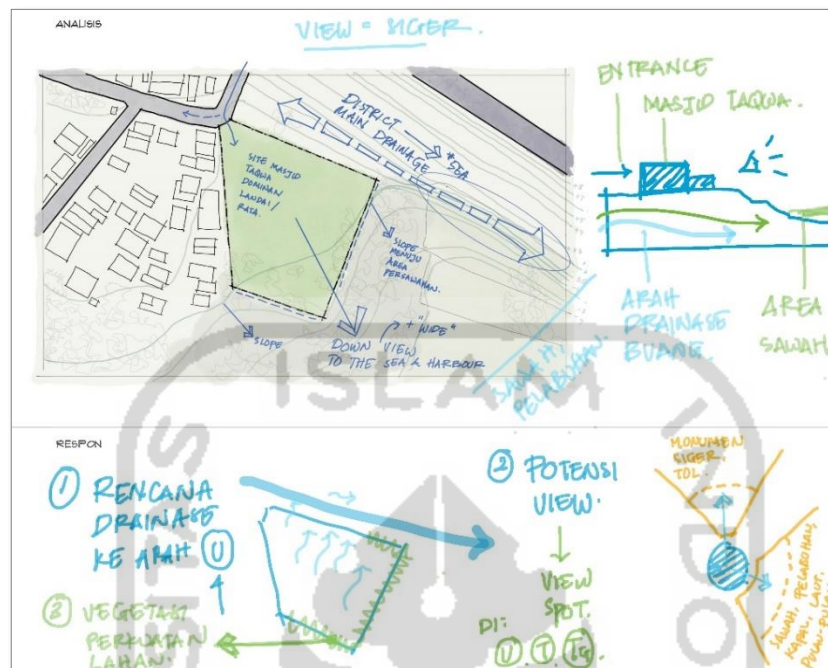 ANALISIS
VIEW = SIGER.
SITE MASJID
TAQWA
DOMINAN
LANDAI/
RATA.
DISTRICT
MAIN DRAINAGE
+ SEA
SLOPE
MENUJU
AREA
PERSAWAHAN.
SLOPE
DOWN VIEW
TO THE SEA & HARBOUR
+ "WIDE"
SAWAH,
PELABUHAN.
ENTRANCE
MASJID TAQWA.
ARAH
DRAINASE
BUANG.
AREA
SAWAH
RESPON
① RENCANA
DRAINASE
KE ARAH U
③ VEGETASI
PERKUATAN
LAHAN.
② POTENSI
VIEW.
VIEW
SPOT.
DI:
U T Tg
MONUMEN
SIGER.
TOL.
SAWAH, PELABUHAN,
KAPAL, LAUT.
ISLAM
INDO
SITAS